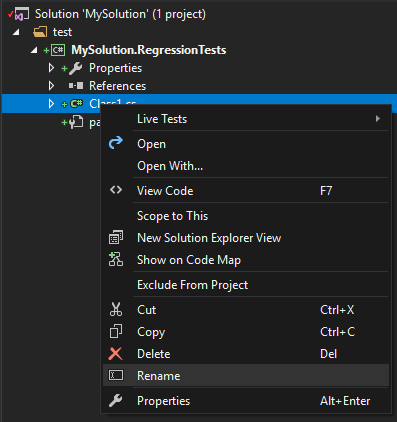 Solution 'MySolution' (1 project)
test
C# MySolution.RegressionTests
Properties
References
C# Class1.cs
Live Tests
Open
Open With...
View Code F7
Scope to This
New Solution Explorer View
Show on Code Map
Exclude From Project
Cut Ctrl+X
Copy Ctrl+C
Delete Del
Rename
Properties Alt+Enter